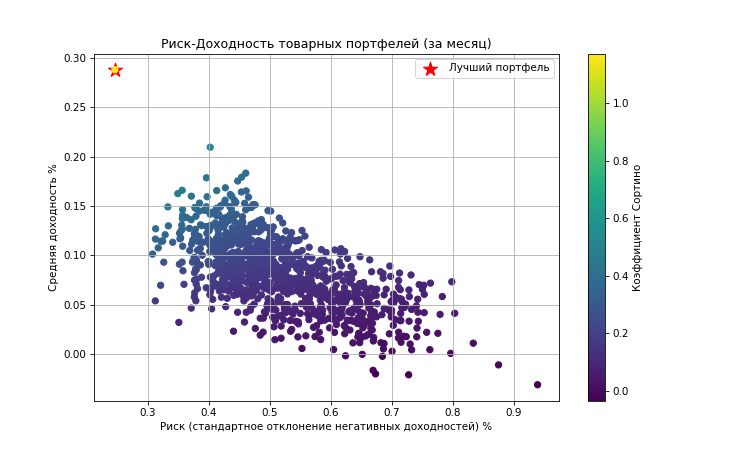 Риск-Доходность товарных портфелей (за месяц)
Лучший портфель
Средняя доходность %
0.30
0.25
0.20
0.15
0.10
0.05
0.00
0.3 0.4 0.5 0.6 0.7 0.8 0.9
Риск (стандартное отклонение негативных доходностей) %
1.0
0.8
0.6
0.4
0.2
0.0
Коэффициент Сортино